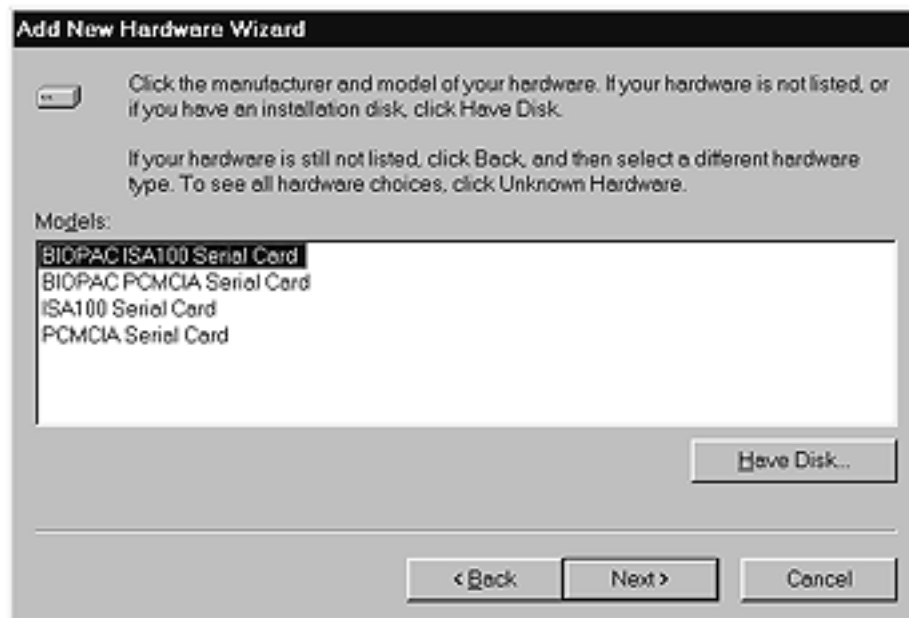 Add New Hardware Wizard
Click the manufacturer and model of your hardware. If your hardware is not listed, or
if you have an installation disk, click Have Disk.
If your hardware is still not listed, click Back, and then select a different hardware
type. To see all hardware choices, click Unknown Hardware.
Models:
BIOPAC ISA100 Serial Card
BIOPAC PCMCIA Serial Card
ISA100 Serial Card
PCMCIA Serial Card
Have Disk...
< Back
Next >
Cancel